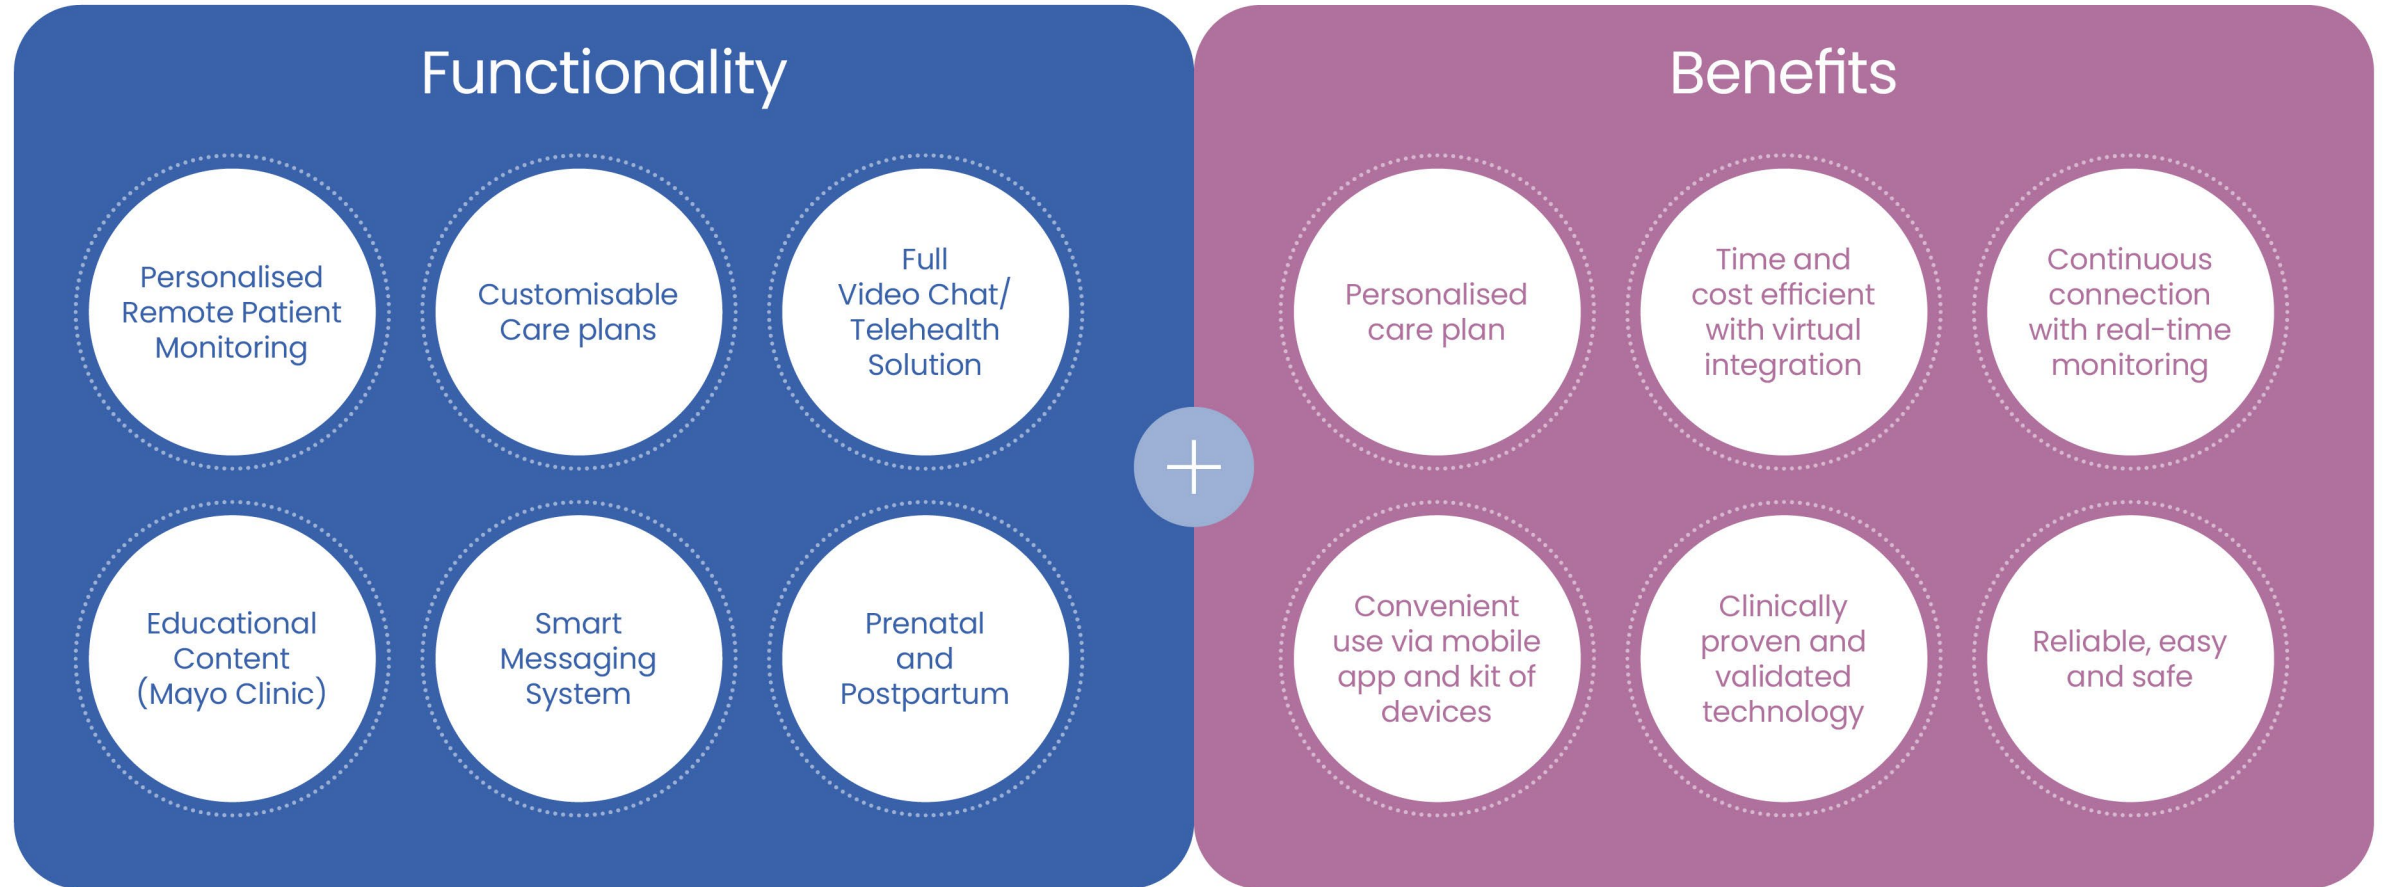 Functionality
Personalised
Remote Patient
Monitoring
Customisable
Care plans
Full
Video Chat/
Telehealth
Solution
Educational
Content
(Mayo Clinic)
Smart
Messaging
System
Prenatal
and
Postpartum
+
Benefits
Personalised
care plan
Time and
cost efficient
with virtual
integration
Continuous
connection
with real-time
monitoring
Convenient
use via mobile
app and kit of
devices
Clinically
proven and
validated
technology
Reliable, easy
and safe